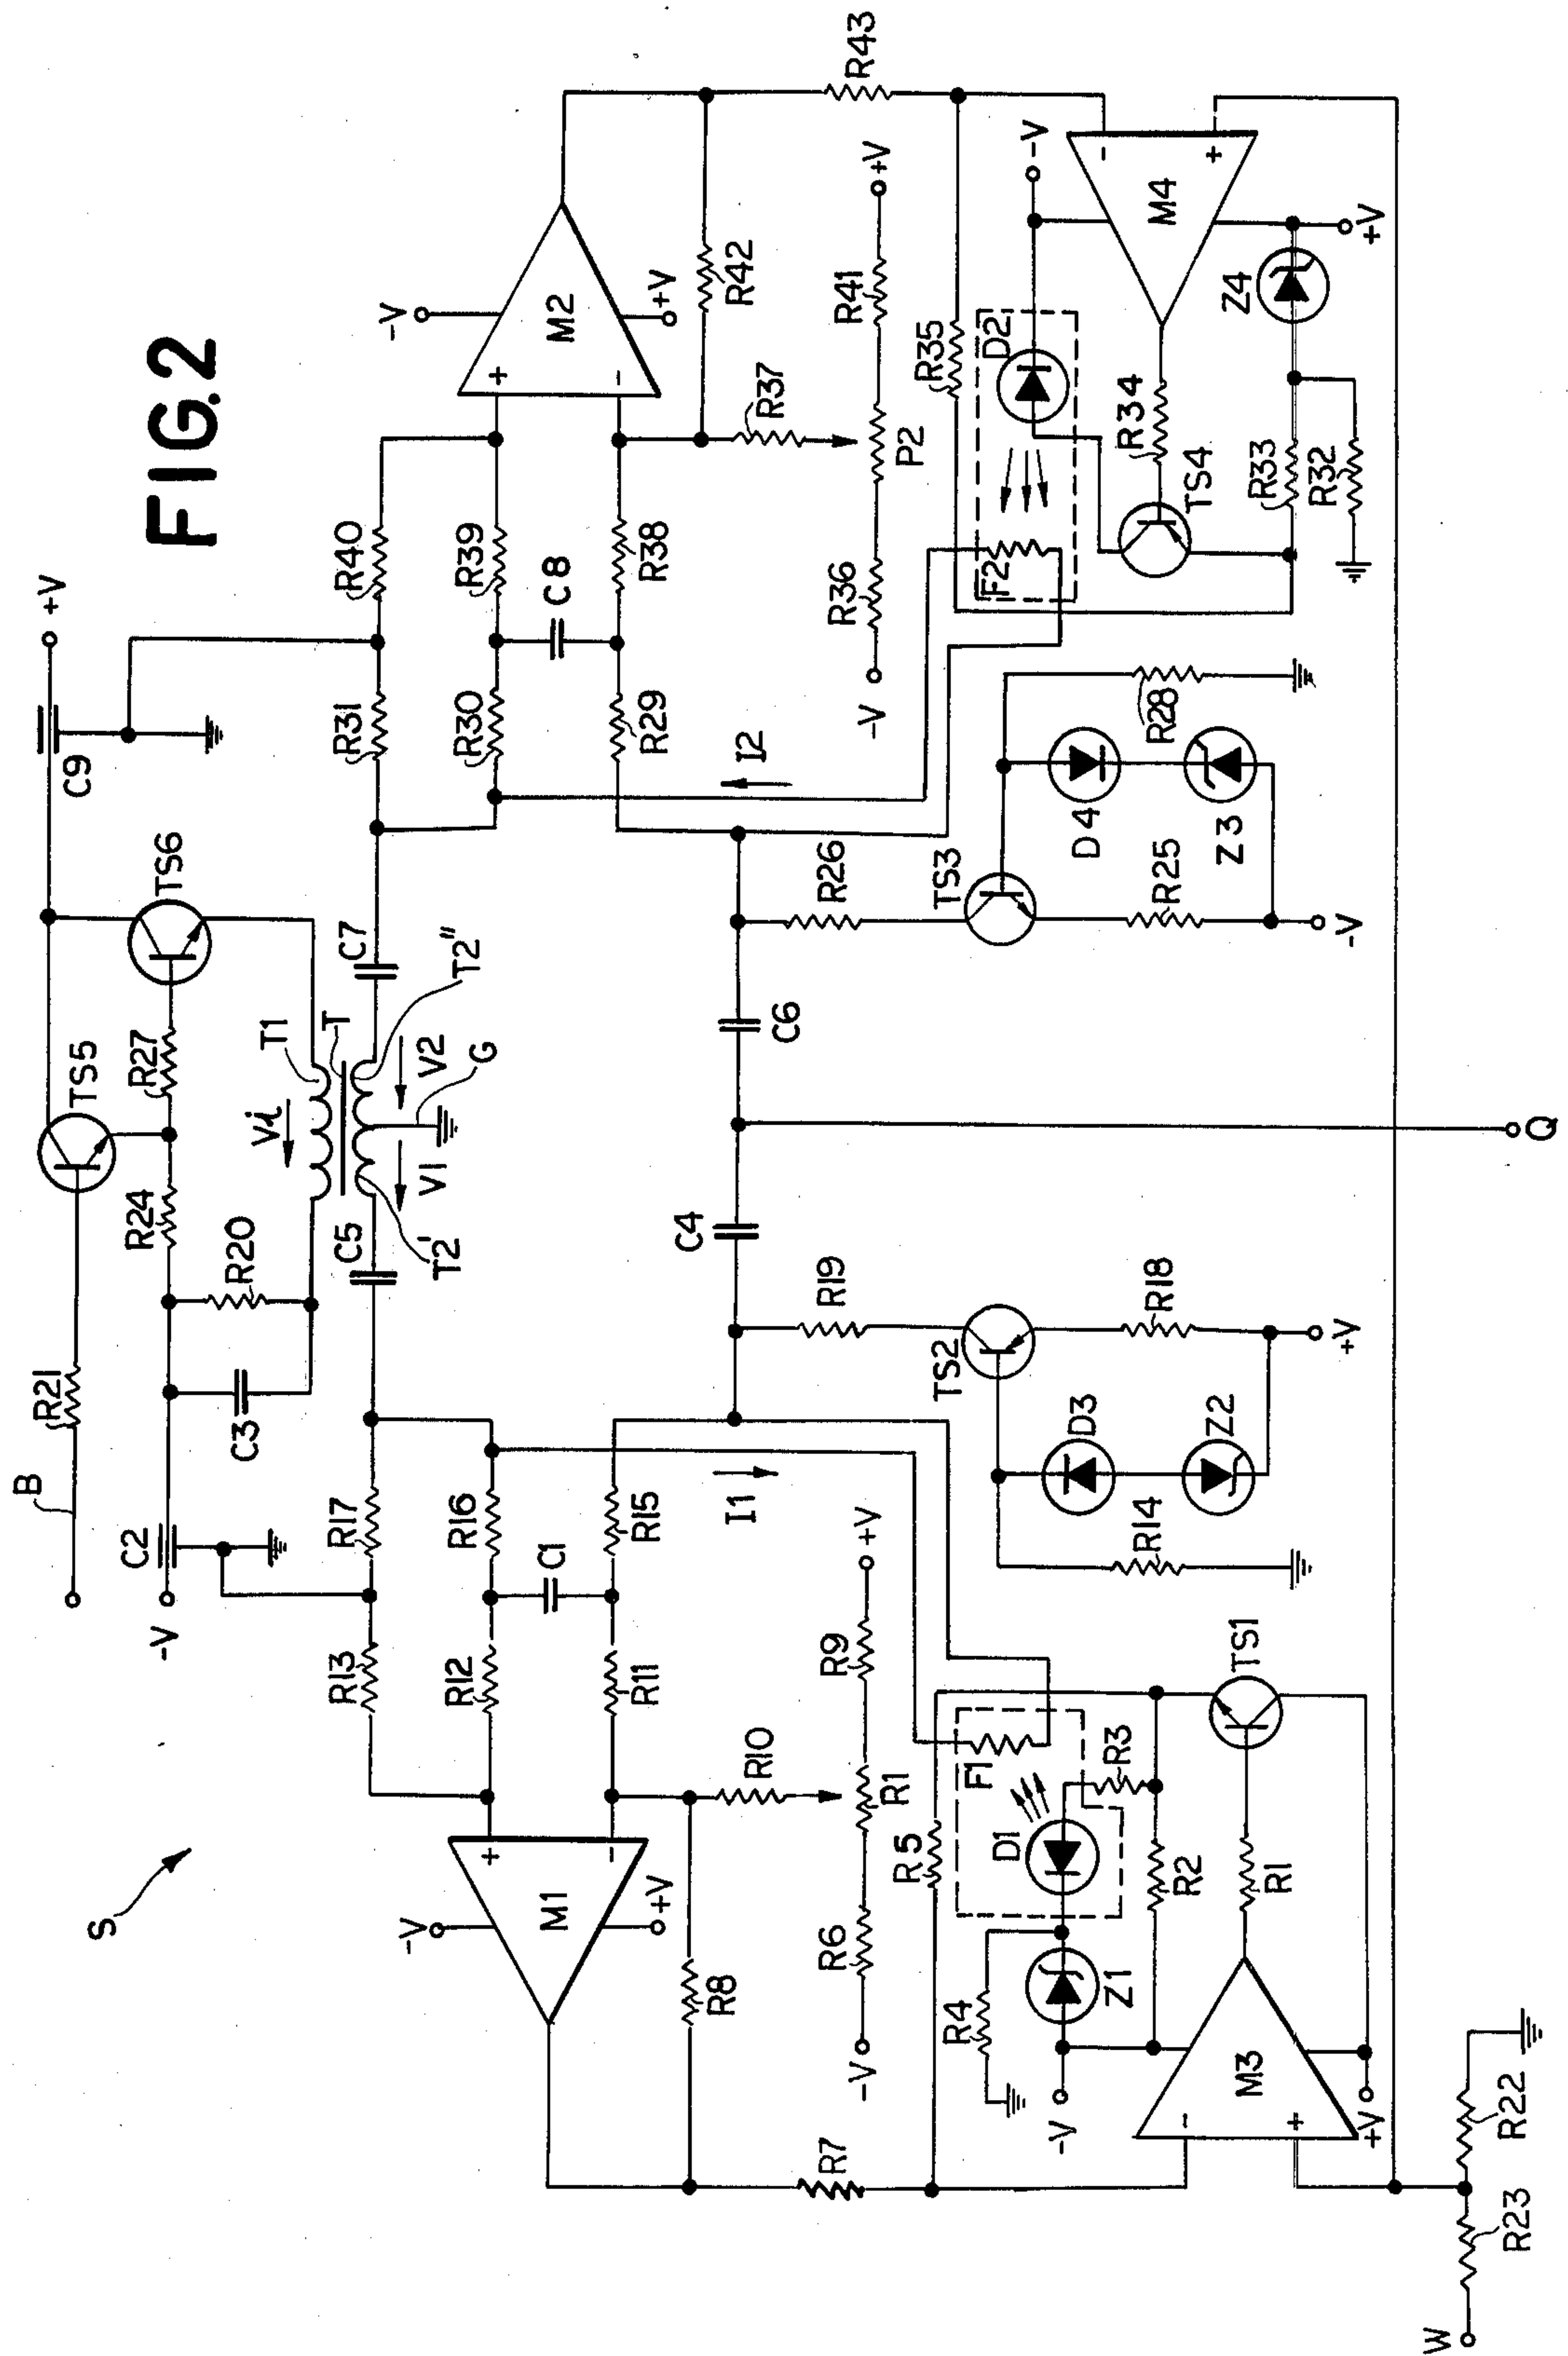 FIG.2
S
B
R21
TS5
TS6
C9
+V
-V
C2
C3
R20
R24
R27
Vi
T1
T
V1
V2
G
T2'
T2"
C5
C7
R13
R17
R31
R40
R12
R16
R30
R39
C1
C8
R11
R15
R29
R38
M1
+
-
-V
+V
M2
+
-
-V
+V
R8
R10
R37
R42
I1
I2
C4
C6
Q
-V
R6
R1
R9
+V
-V
R36
P2
R41
+V
R7
R5
R19
R26
R35
R43
F1
D1
R3
R4
Z1
-V
R2
R1
TS1
M3
-
+
+V
TS2
D3
Z2
R14
R18
+V
TS3
D4
Z3
R25
R28
-V
F2
D2
-V
TS4
R34
M4
-
+
R33
R32
Z4
+V
W
R23
R22